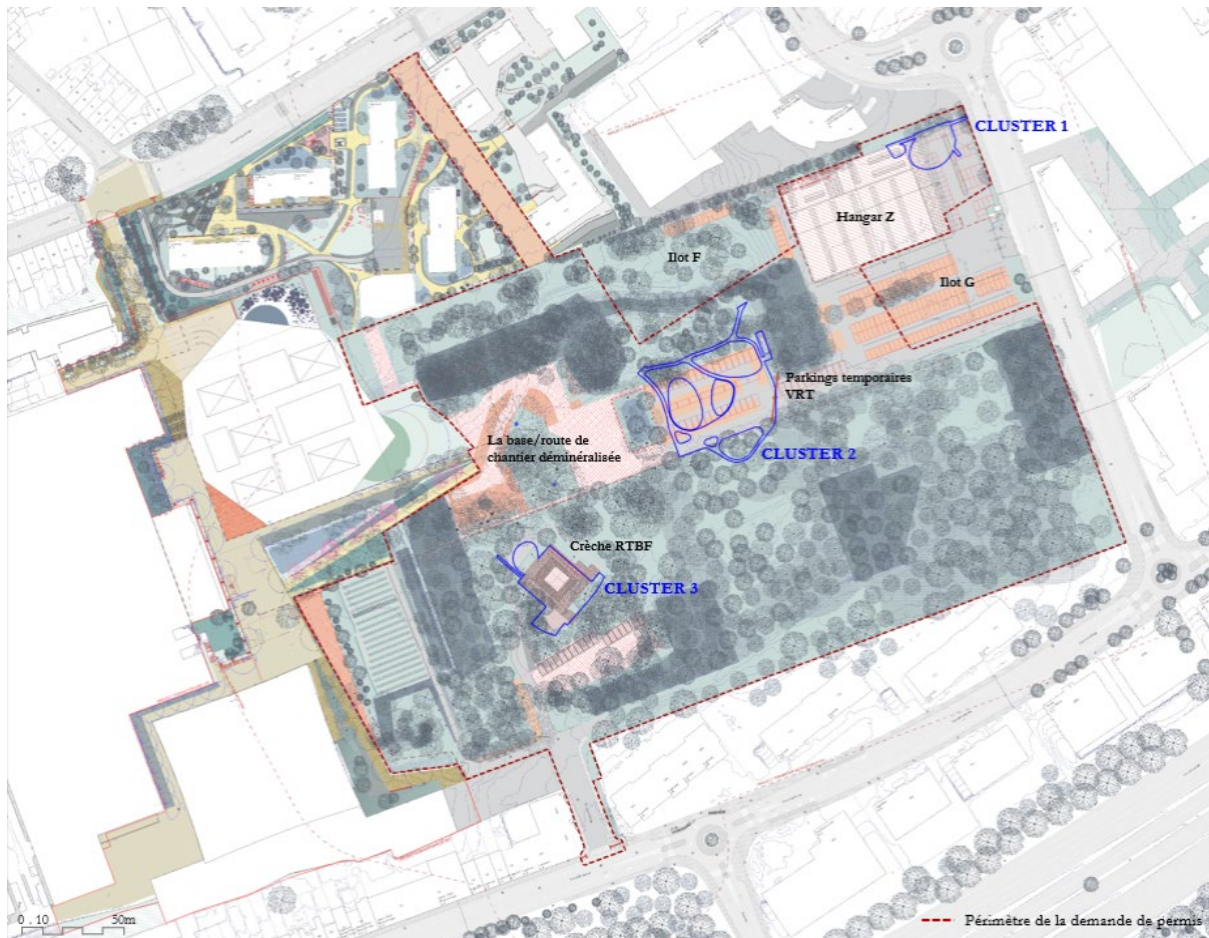 CLUSTER 1
Hangar Z
Ilot F
Ilot G
Parkings temporaires
VRT
La base/route de
chantier déminéralisée
CLUSTER 2
Crèche RTBF
CLUSTER 3
0 . 10 50m
Périmètre de la demande de permis